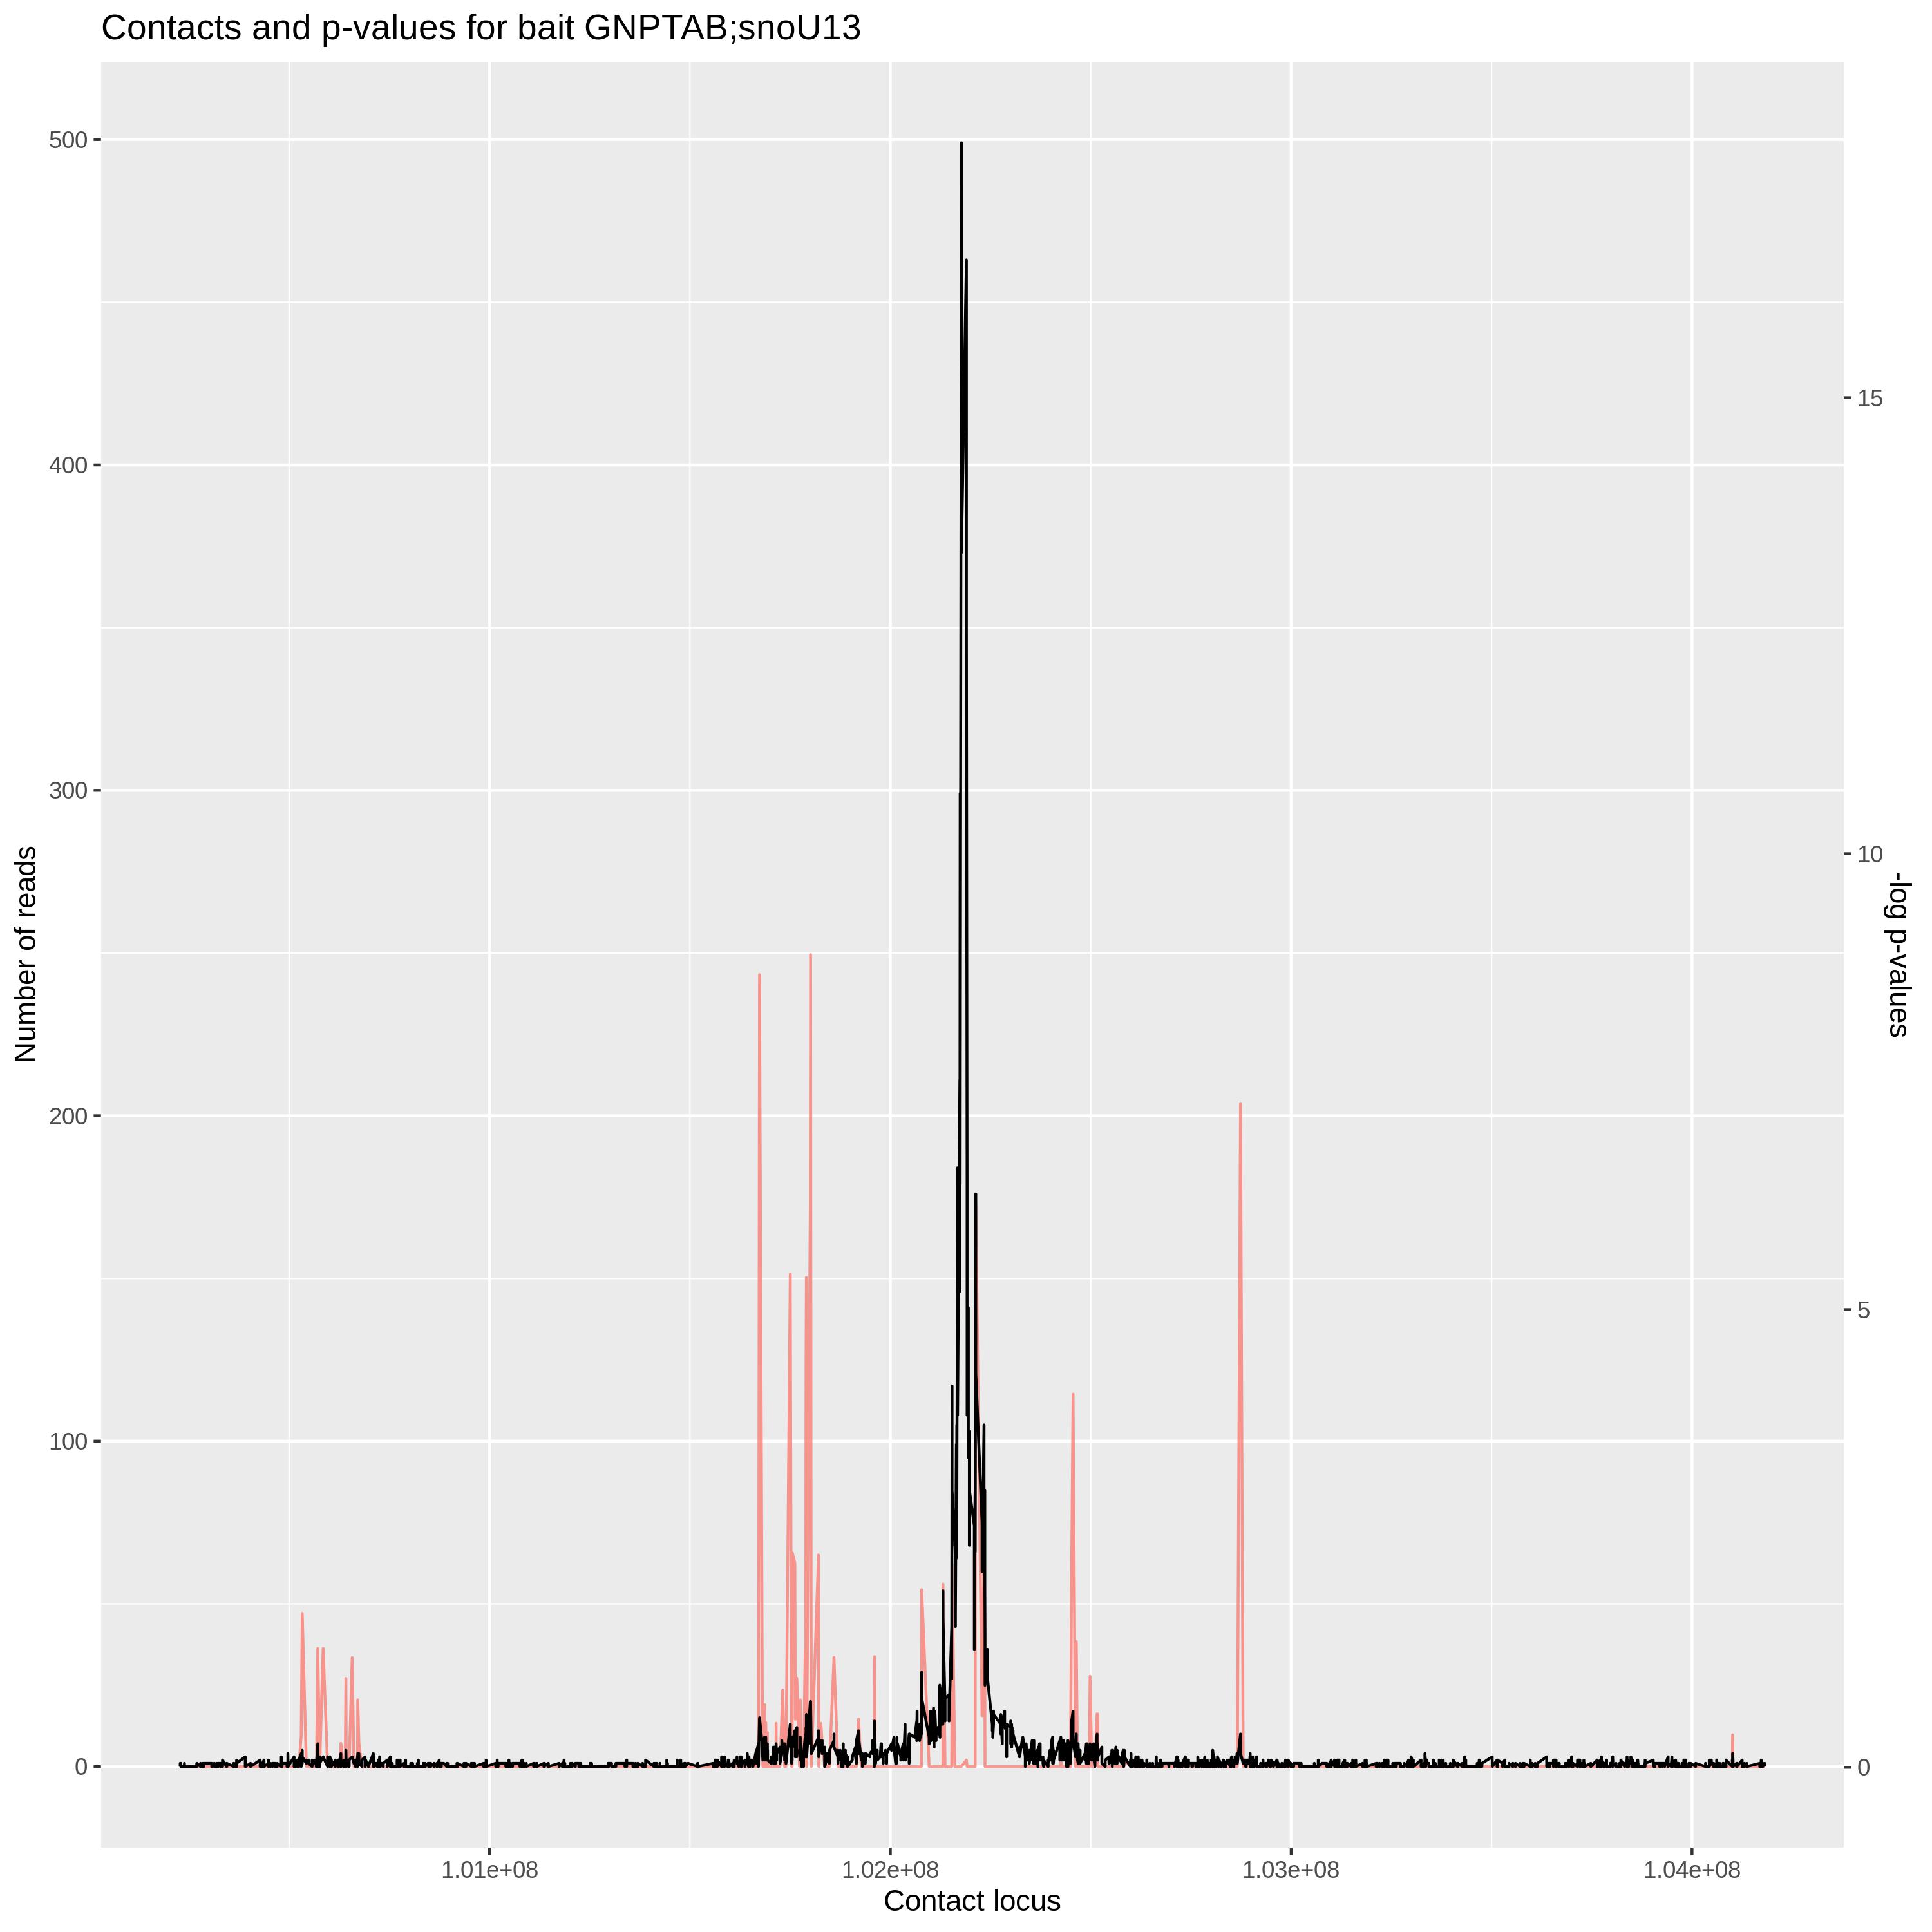 Contacts and p-values for bait GNPTAB;snoU13
500
400
300
200
100
0
Number of reads
15
10
5
0
-log p-values
1.01e+08
1.02e+08
1.03e+08
1.04e+08
Contact locus